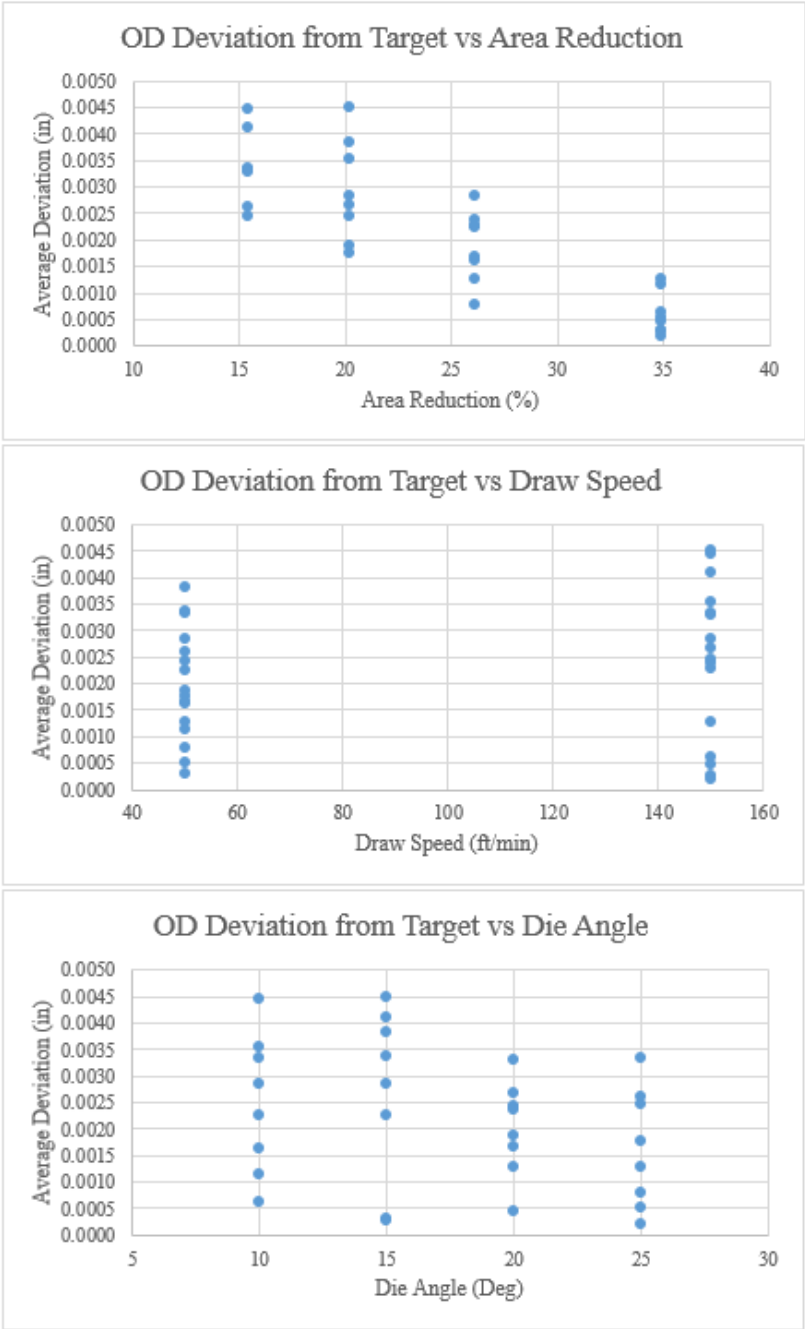 OD Deviation from Target vs Area Reduction
0.0050
0.0045
0.0040
0.0035
0.0030
0.0025
0.0020
0.0015
0.0010
0.0005
0.0000
Average Deviation (in)
10 15 20 25 30 35 40
Area Reduction (%)
OD Deviation from Target vs Draw Speed
0.0050
0.0045
0.0040
0.0035
0.0030
0.0025
0.0020
0.0015
0.0010
0.0005
0.0000
Average Deviation (in)
40 60 80 100 120 140 160
Draw Speed (ft/min)
OD Deviation from Target vs Die Angle
0.0050
0.0045
0.0040
0.0035
0.0030
0.0025
0.0020
0.0015
0.0010
0.0005
0.0000
Average Deviation (in)
5 10 15 20 25 30
Die Angle (Deg)